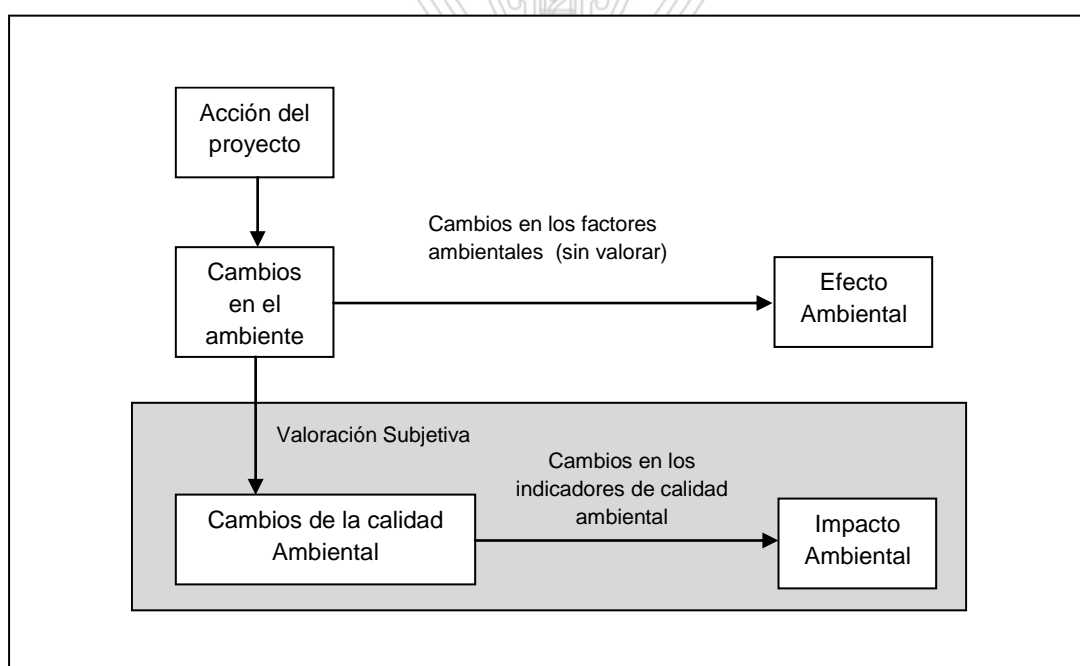 Acción del
proyecto
Cambios en los factores
ambientales (sin valorar)
Cambios
en el
ambiente
Efecto
Ambiental
Valoración Subjetiva
Cambios en los
indicadores de calidad
ambiental
Cambios de la calidad
Ambiental
Impacto
Ambiental